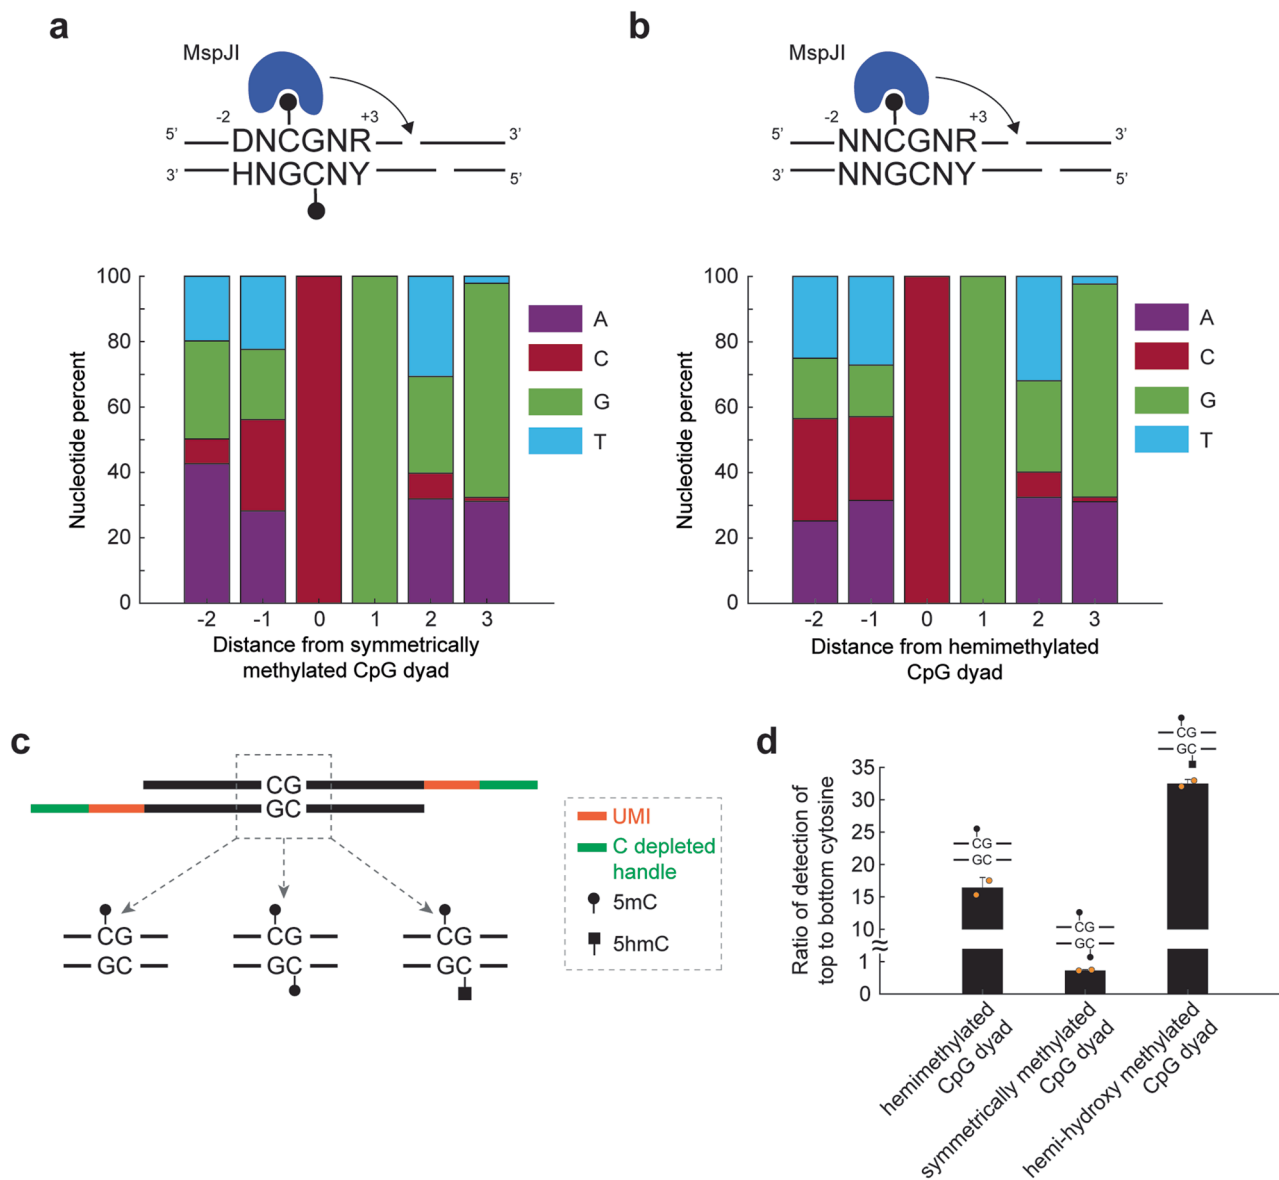 a
MspJI
-2
+3
5’
DNCGNR
3’
3’
HNGCNY
5’
100
80
60
40
20
0
Nucleotide percent
A
C
G
T
-2 -1 0 1 2 3
Distance from symmetrically
methylated CpG dyad
b
MspJI
-2
+3
5’
NNCGNR
3’
3’
NNGCNY
5’
100
80
60
40
20
0
Nucleotide percent
A
C
G
T
-2 -1 0 1 2 3
Distance from hemimethylated
CpG dyad
c
CG
GC
CG
GC
CG
GC
CG
GC
UMI
C depleted
handle
5mC
5hmC
d
Ratio of detection of
top to bottom cytosine
35
30
25
20
15
10
≈
1
0
CG
GC
CG
GC
CG
GC
hemimethylated
CpG dyad
symmetrically methylated
CpG dyad
hemi-hydroxy methylated
CpG dyad